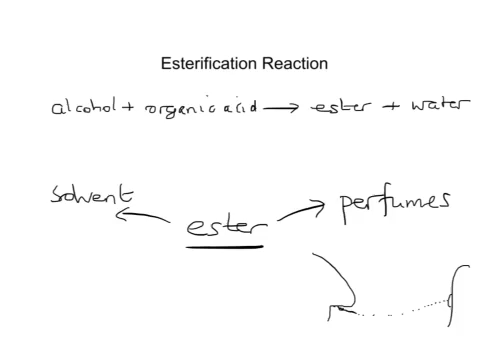 Esterification Reaction
alcohol + organic acid → ester + water
solvent ← ester → perfumes